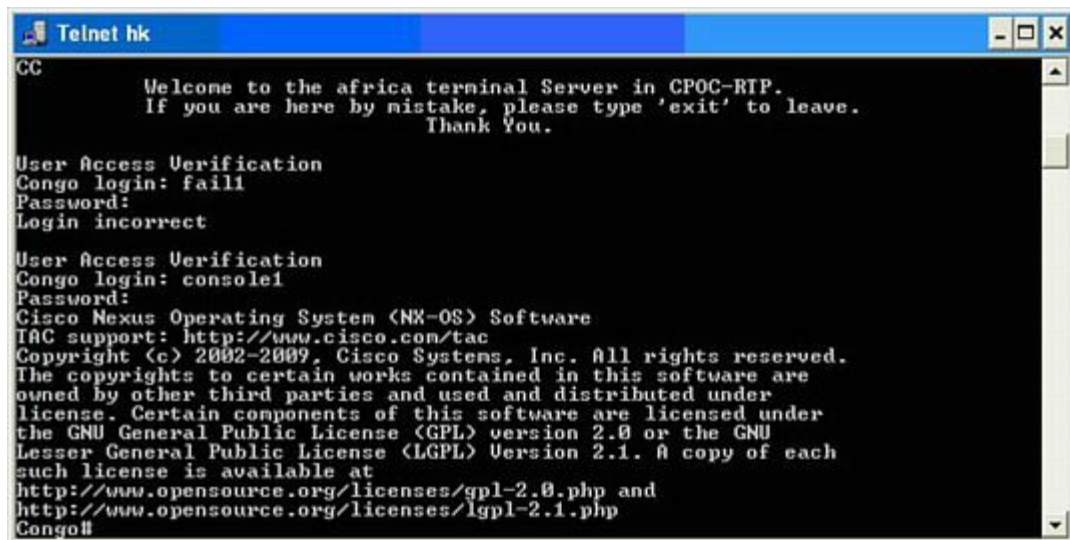 Telnet hk
CC
Welcome to the africa terminal Server in CPOC-RTP.
If you are here by mistake, please type 'exit' to leave.
Thank You.
User Access Verification
Congo login: fail1
Password:
Login incorrect
User Access Verification
Congo login: console1
Password:
Cisco Nexus Operating System (NX-OS) Software
TAC support: http://www.cisco.com/tac
Copyright (c) 2002-2009, Cisco Systems, Inc. All rights reserved.
The copyrights to certain works contained in this software are
owned by other third parties and used and distributed under
license. Certain components of this software are licensed under
the GNU General Public License (GPL) version 2.0 or the GNU
Lesser General Public License (LGPL) Version 2.1. A copy of each
such license is available at
http://www.opensource.org/licenses/gpl-2.0.php and
http://www.opensource.org/licenses/lgpl-2.1.php
Congo#